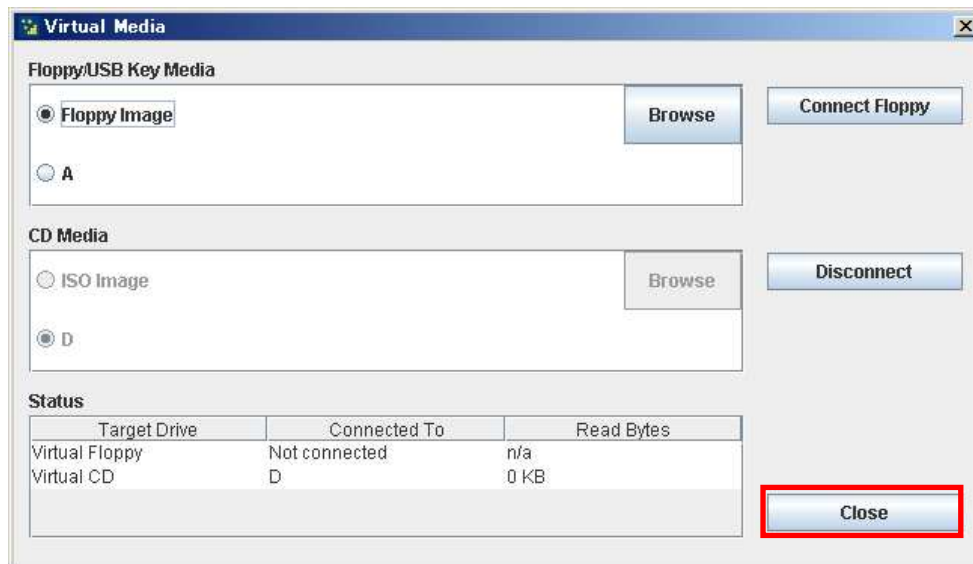 Virtual Media
Floppy/USB Key Media
Floppy Image
Browse
Connect Floppy
A
CD Media
ISO Image
Browse
Disconnect
D
Status
Target Drive Connected To Read Bytes
Virtual Floppy Not connected n/a
Virtual CD D 0 KB
Close